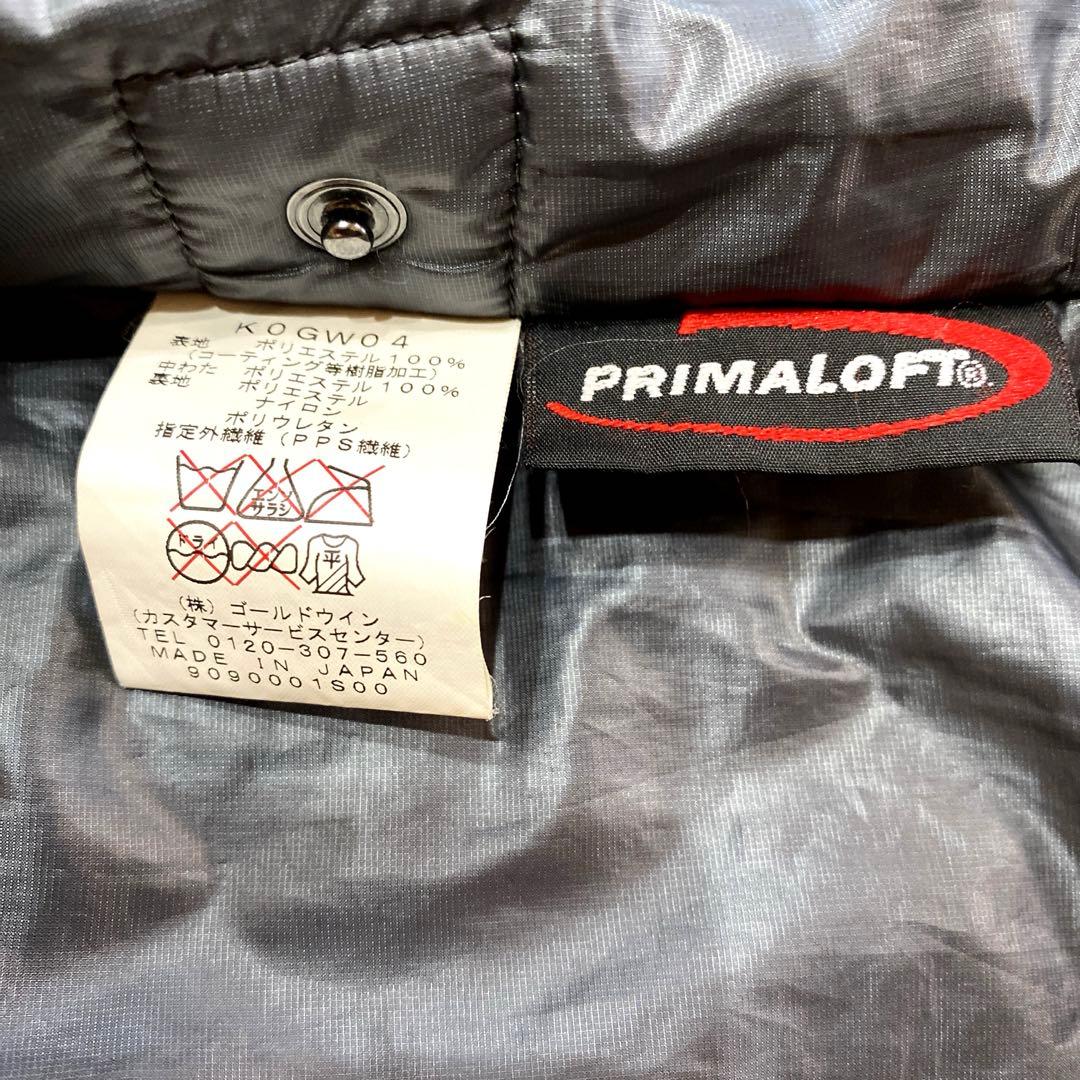 K0GW04
表地 ポリエステル100%
(コーティング等樹脂加工)
中わた ポリエステル100%
裏地 ポリエステル
ナイロン
ポリウレタン
指定外繊維(PPS繊維)
エンソ
サラシ
ドライ
平
(株)ゴールドウイン
(カスタマーサービスセンター)
TEL 0120-307-560
MADE IN JAPAN
9090001S00
PRIMALOFT®